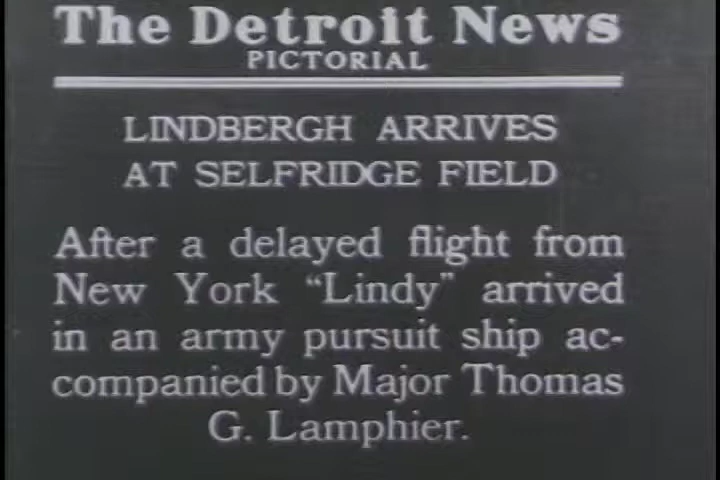 The Detroit News
PICTORIAL
LINDBERGH ARRIVES
AT SELFRIDGE FIELD
After a delayed flight from
New York "Lindy" arrived
in an army pursuit ship ac-
companied by Major Thomas
G. Lamphier.